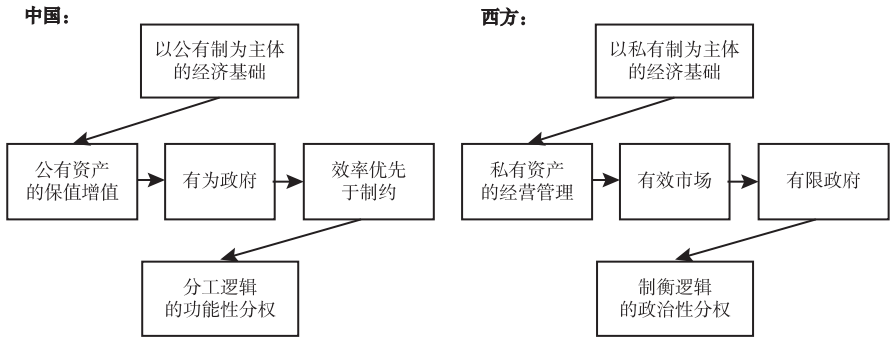 中国：
以公有制为主体
的经济基础
公有资产
的保值增值
有为政府
效率优先
于制约
分工逻辑
的功能性分权
西方：
以私有制为主体
的经济基础
私有资产
的经营管理
有效市场
有限政府
制衡逻辑
的政治性分权